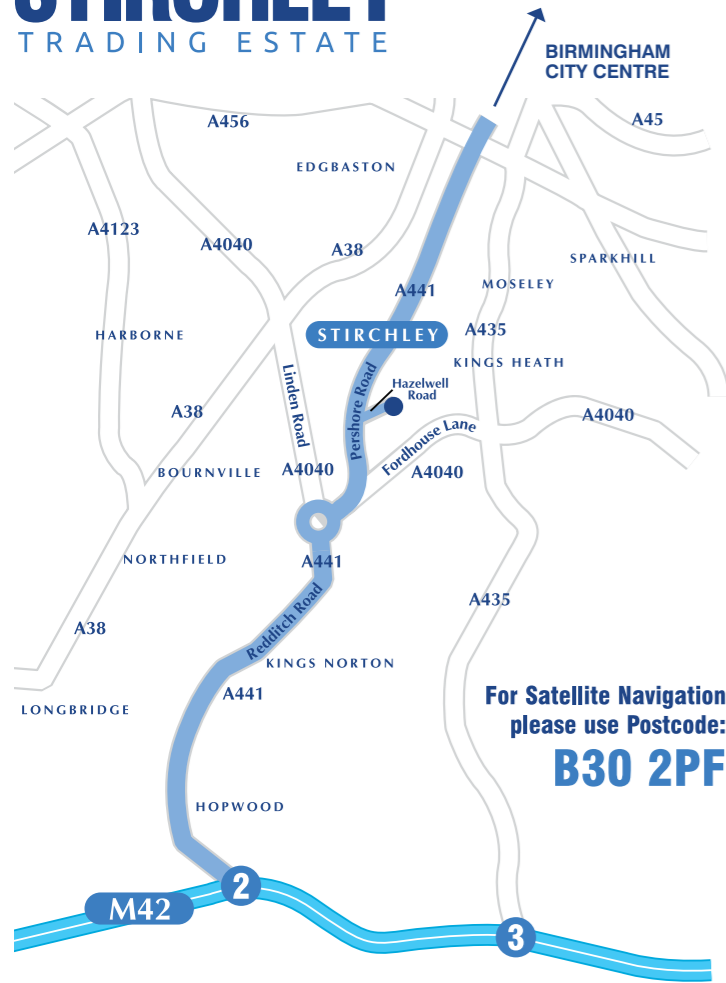 STIRCHLEY
TRADING ESTATE
BIRMINGHAM
CITY CENTRE
A456
A45
EDGBASTON
A4123
A4040
A38
SPARKHILL
MOSELEY
A441
STIRCHLEY
A435
HARBORNE
KINGS HEATH
Linden Road
Pershore Road
Hazelwell
Road
A38
A4040
Fordhouse Lane
BOURNVILLE
A4040
A4040
NORTHFIELD
A441
A435
Redditch Road
A38
KINGS NORTON
A441
LONGBRIDGE
For Satellite Navigation
please use Postcode:
B30 2PF
HOPWOOD
2
M42
3